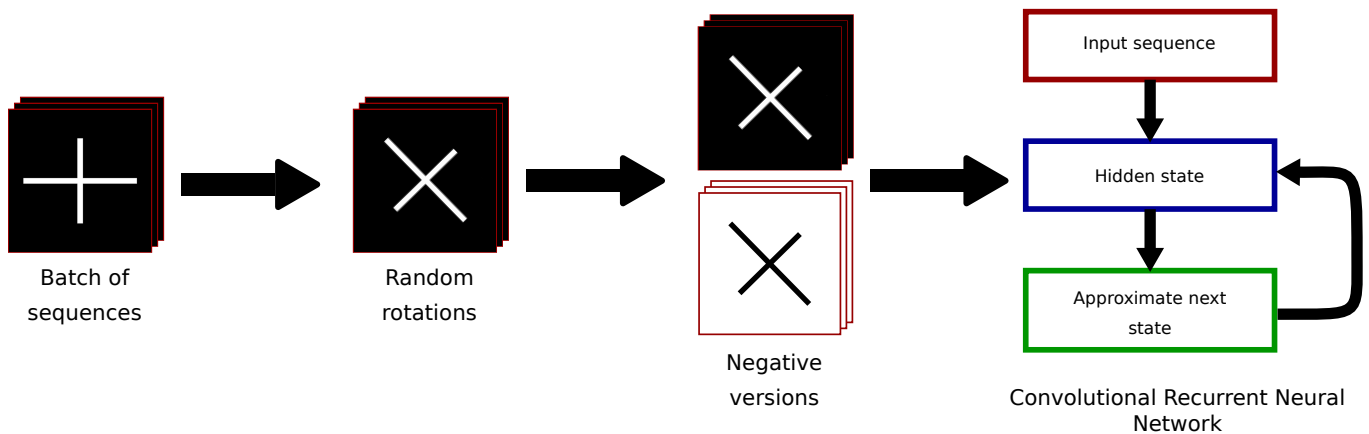 Batch of
sequences
Random
rotations
Negative
versions
Input sequence
Hidden state
Approximate next
state
Convolutional Recurrent Neural
Network